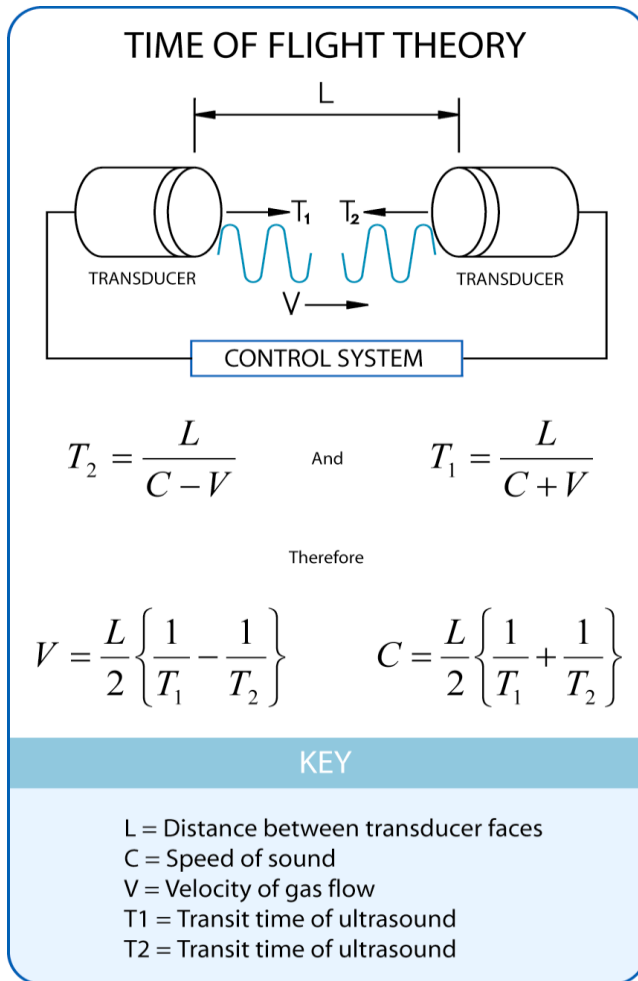 TIME OF FLIGHT THEORY
L
T₁ T₂
TRANSDUCER TRANSDUCER
V
CONTROL SYSTEM
T₂ = L / (C − V) And T₁ = L / (C + V)
Therefore
V = L/2 {1/T₁ − 1/T₂} C = L/2 {1/T₁ + 1/T₂}
KEY
L = Distance between transducer faces
C = Speed of sound
V = Velocity of gas flow
T1 = Transit time of ultrasound
T2 = Transit time of ultrasound